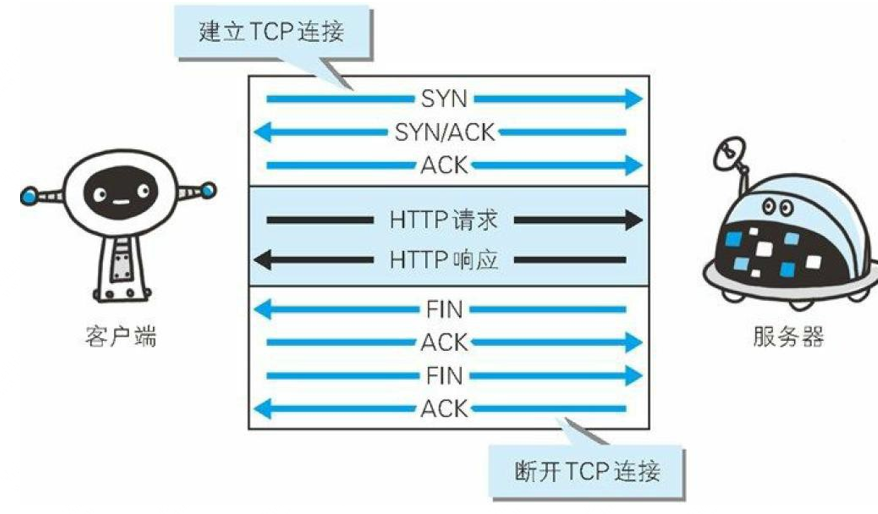 建立TCP连接
SYN
SYN/ACK
ACK
HTTP请求
HTTP响应
FIN
ACK
FIN
ACK
客户端
服务器
断开TCP连接